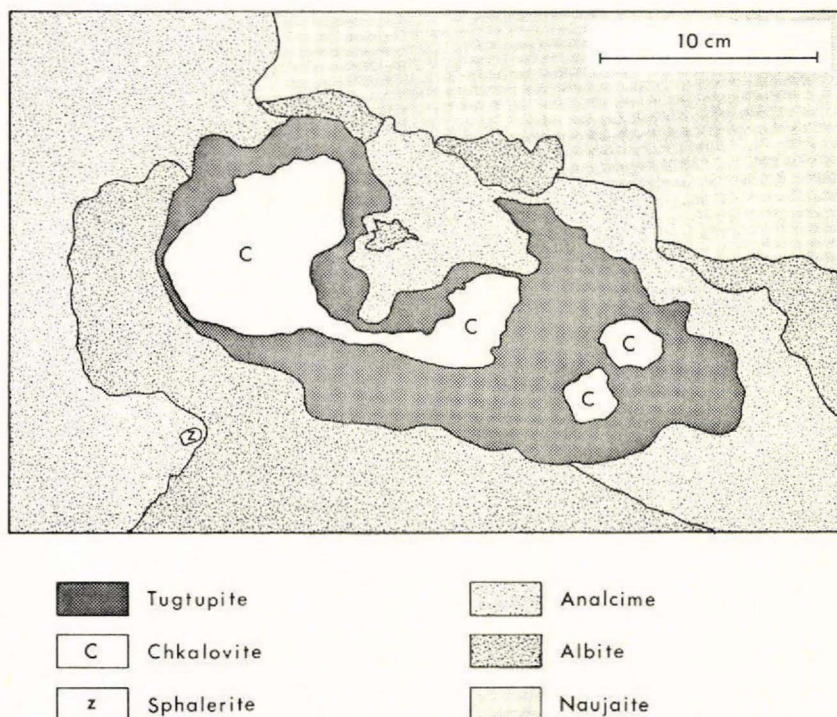 10 cm
C
C
C
C
z
Tugtupite
C Chkalovite
z Sphalerite
Analcime
Albite
Naujaite